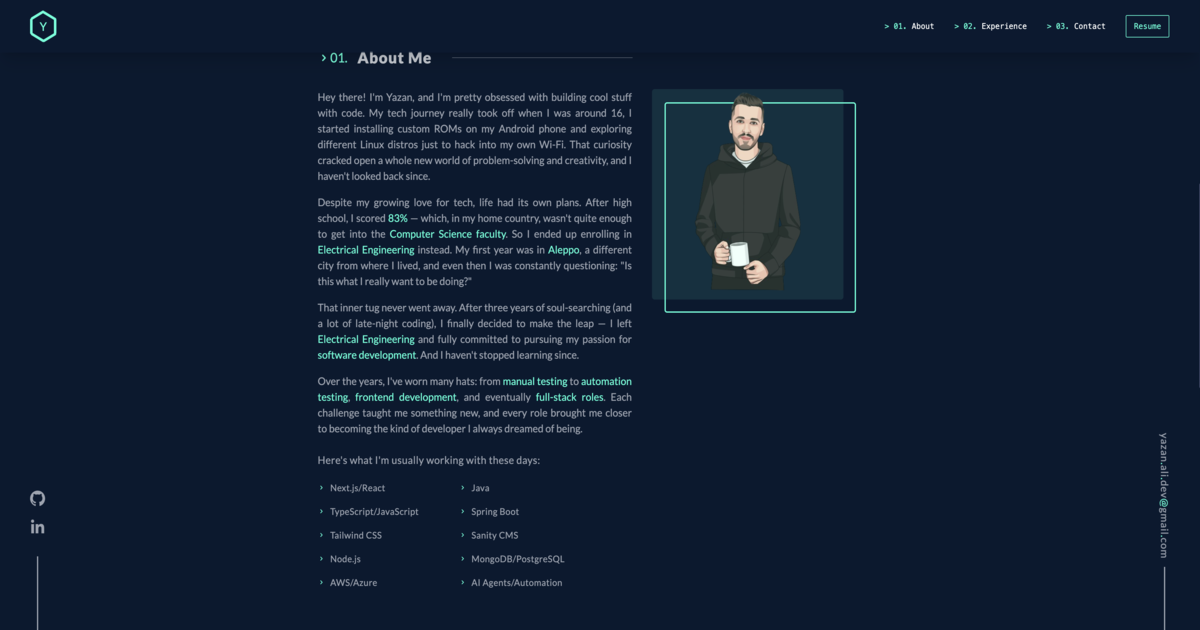 Y
> 01. About
> 02. Experience
> 03. Contact
Resume
> 01. About Me
Hey there! I'm Yazan, and I'm pretty obsessed with building cool stuff
with code. My tech journey really took off when I was around 16, I
started installing custom ROMs on my Android phone and exploring
different Linux distros just to hack into my own Wi-Fi. That curiosity
cracked open a whole new world of problem-solving and creativity, and I
haven't looked back since.
Despite my growing love for tech, life had its own plans. After high
school, I scored 83% — which, in my home country, wasn't quite enough
to get into the Computer Science faculty. So I ended up enrolling in
Electrical Engineering instead. My first year was in Aleppo, a different
city from where I lived, and even then I was constantly questioning: "Is
this what I really want to be doing?"
That inner tug never went away. After three years of soul-searching (and
a lot of late-night coding), I finally decided to make the leap — I left
Electrical Engineering and fully committed to pursuing my passion for
software development. And I haven't stopped learning since.
Over the years, I've worn many hats: from manual testing to automation
testing, frontend development, and eventually full-stack roles. Each
challenge taught me something new, and every role brought me closer
to becoming the kind of developer I always dreamed of being.
Here's what I'm usually working with these days:
› Next.js/React
› TypeScript/JavaScript
› Tailwind CSS
› Node.js
› AWS/Azure
› Java
› Spring Boot
› Sanity CMS
› MongoDB/PostgreSQL
› AI Agents/Automation
in
yazan.ali.dev@gmail.com